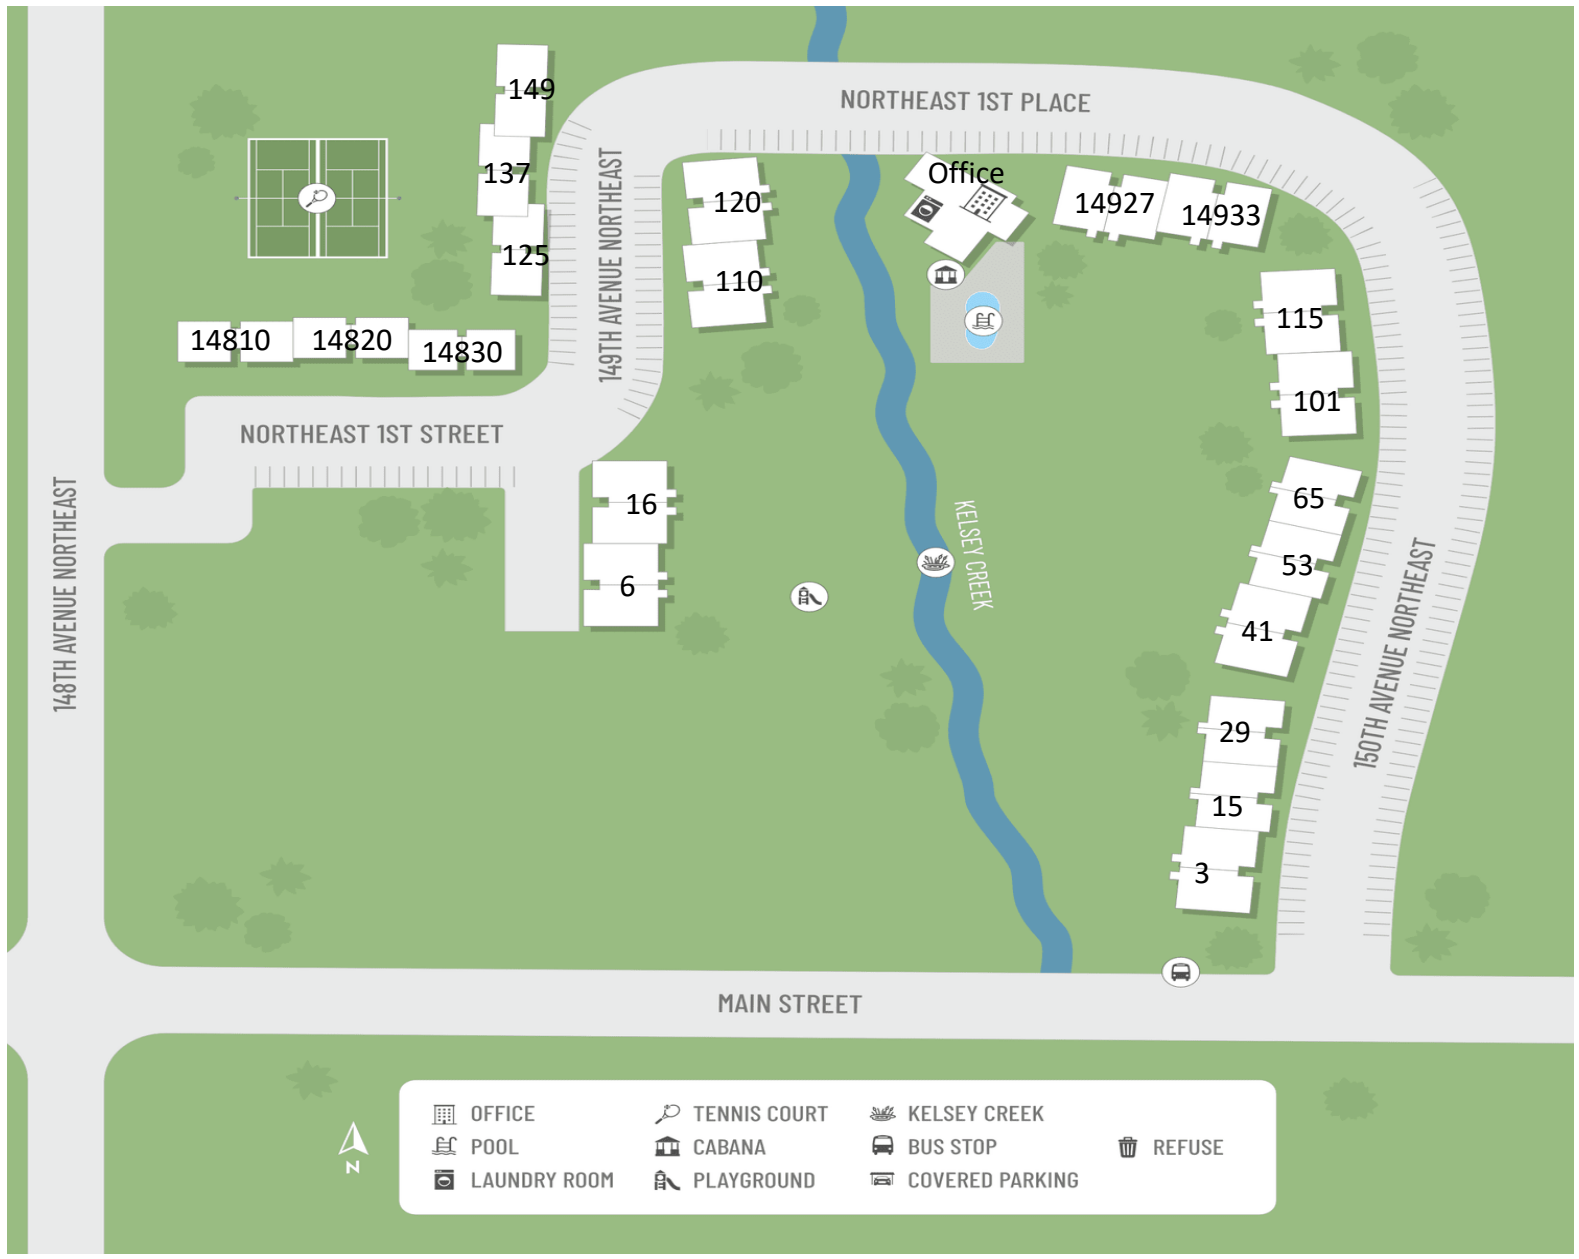 149
NORTHEAST 1ST PLACE
137
Office
120
14927
14933
125
149TH AVENUE NORTHEAST
110
115
14810
14820
14830
101
NORTHEAST 1ST STREET
16
65
KELSEY CREEK
53
6
148TH AVENUE NORTHEAST
41
150TH AVENUE NORTHEAST
29
15
3
MAIN STREET
OFFICE
TENNIS COURT
KELSEY CREEK
POOL
CABANA
BUS STOP
REFUSE
LAUNDRY ROOM
PLAYGROUND
COVERED PARKING
N